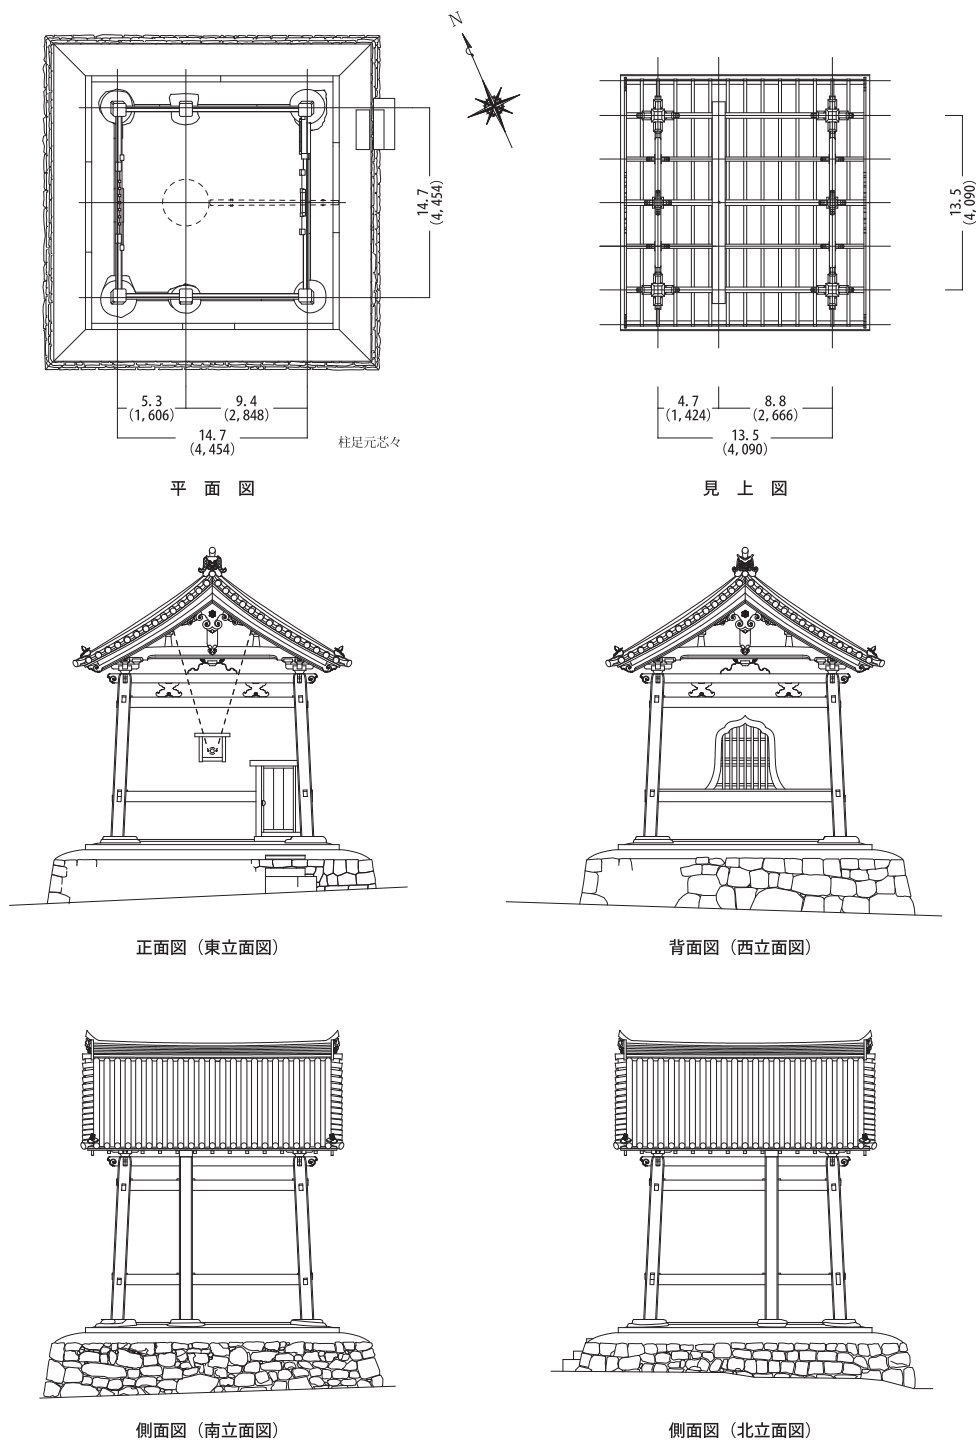 N
14.7
(4,454)
13.5
(4,090)
5.3
(1,606)
9.4
(2,848)
14.7
(4,454)
柱足元芯々
4.7
(1,424)
8.8
(2,666)
13.5
(4,090)
平 面 図
見 上 図
正面図(東立面図)
背面図(西立面図)
側面図(南立面図)
側面図(北立面図)